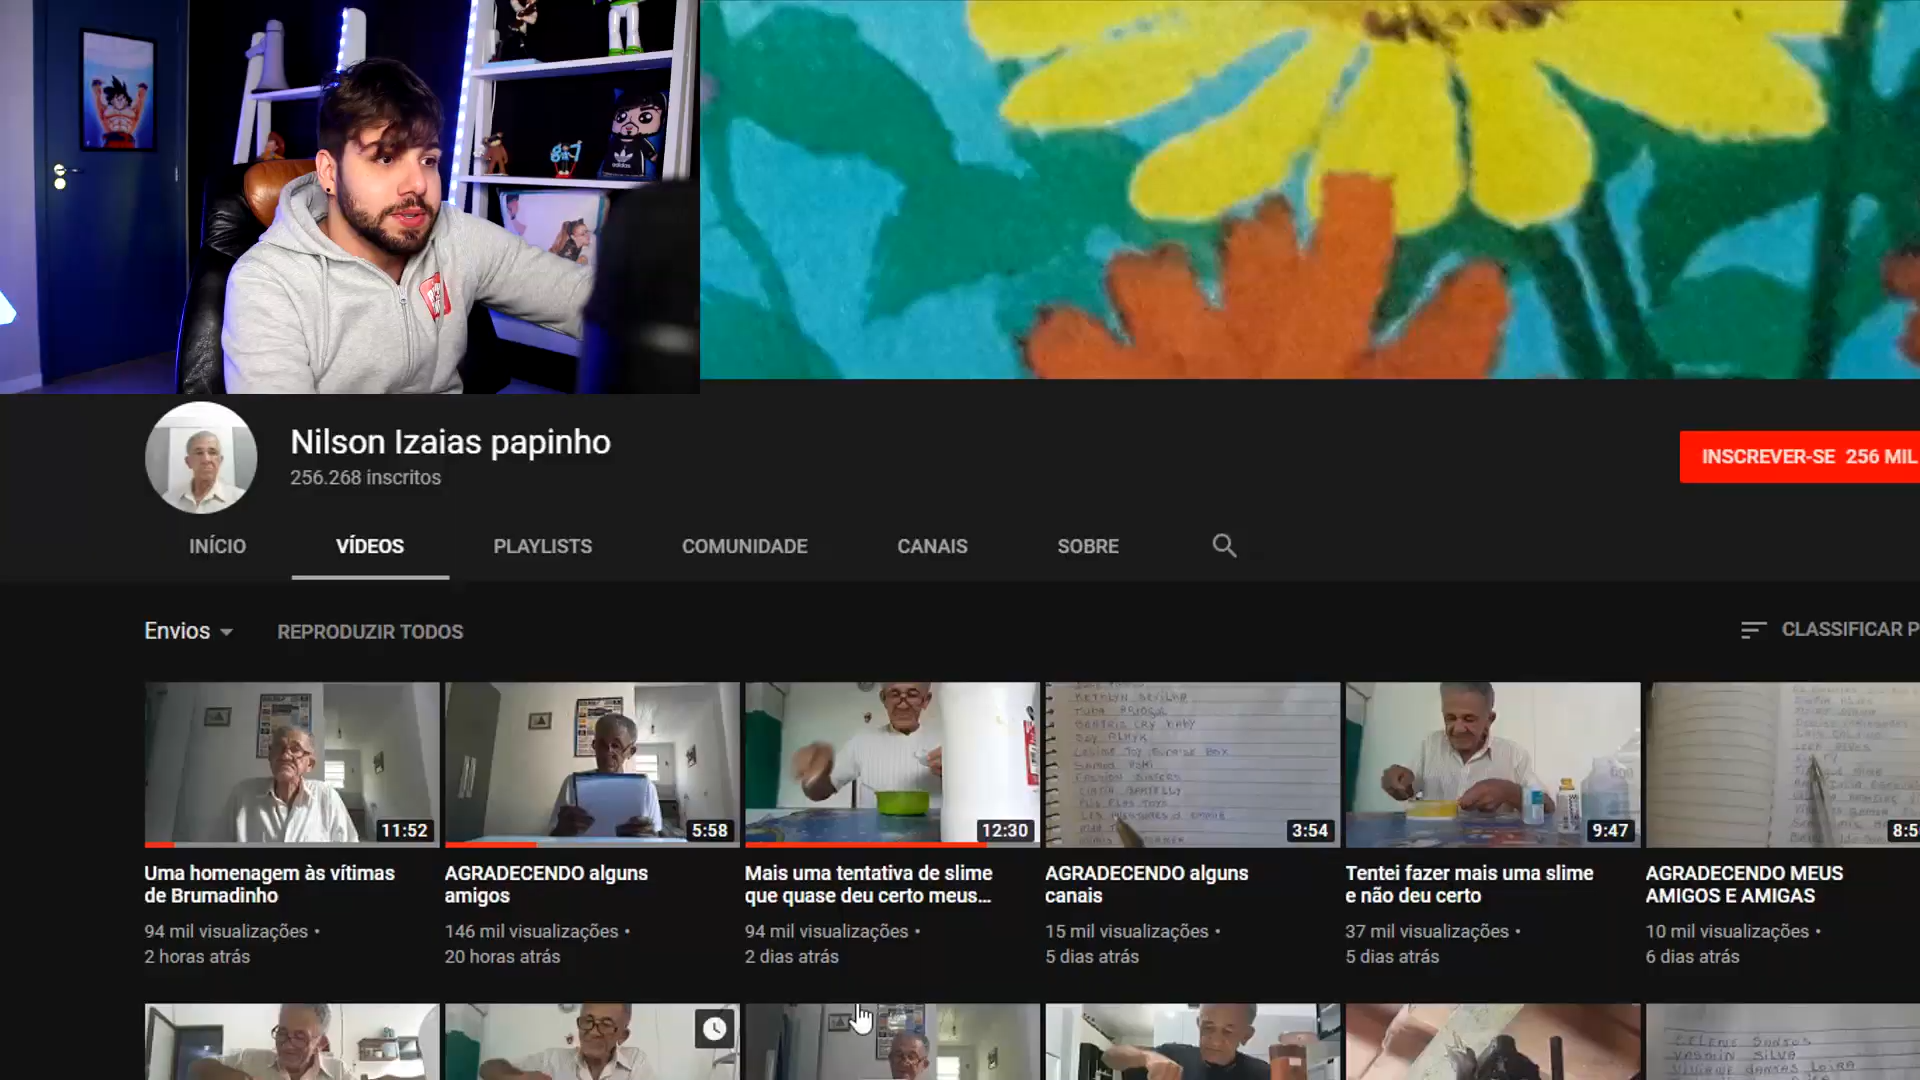 Nilson Izaias papinho
256.268 inscritos
INSCREVER-SE 256 MIL
INÍCIO
VÍDEOS
PLAYLISTS
COMUNIDADE
CANAIS
SOBRE
Envios
REPRODUZIR TODOS
CLASSIFICAR P
11:52
5:58
12:30
3:54
9:47
8:5
Uma homenagem às vítimas
de Brumadinho
94 mil visualizações •
2 horas atrás
AGRADECENDO alguns
amigos
146 mil visualizações •
20 horas atrás
Mais uma tentativa de slime
que quase deu certo meus...
94 mil visualizações •
2 dias atrás
AGRADECENDO alguns
canais
15 mil visualizações •
5 dias atrás
Tentei fazer mais uma slime
e não deu certo
37 mil visualizações •
5 dias atrás
AGRADECENDO MEUS
AMIGOS E AMIGAS
10 mil visualizações •
6 dias atrás
VASMIN SILVA